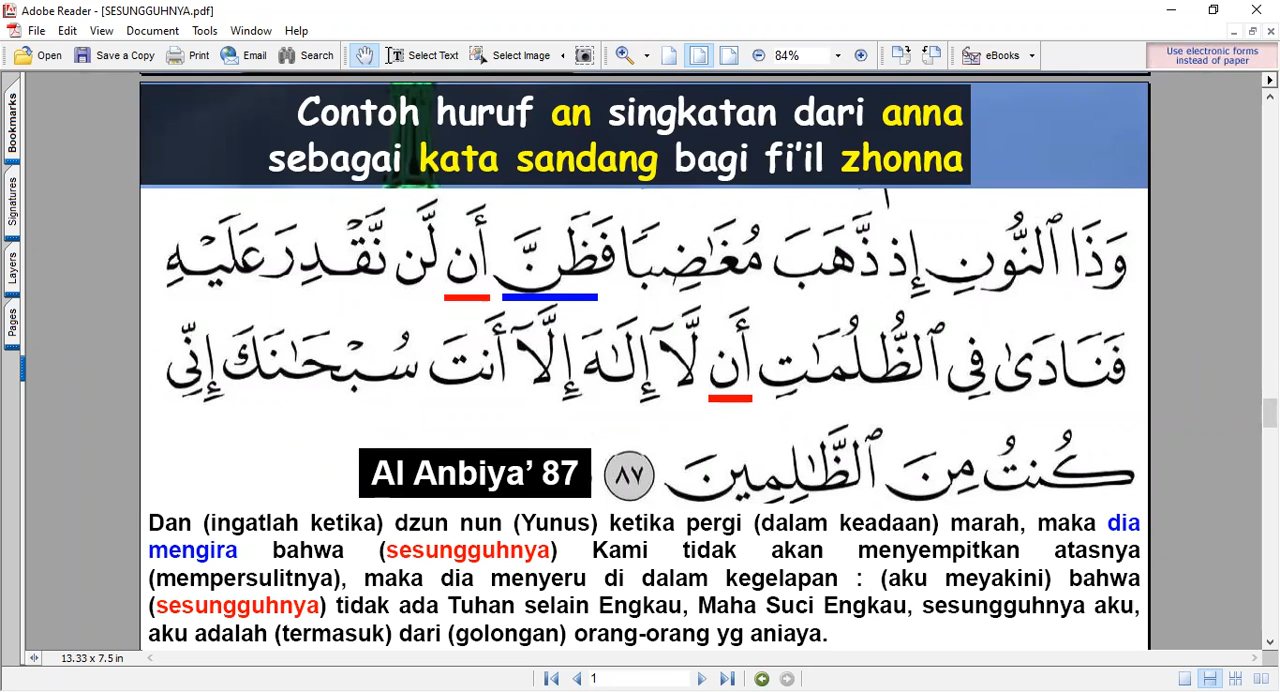 Adobe Reader - [SESUNGGUHNYA.pdf]
File Edit View Document Tools Window Help
Open Save a Copy Print Email Search Select Text Select Image 84% eBooks Use electronic forms instead of paper
Bookmarks
Signatures
Layers
Pages
Contoh huruf an singkatan dari anna
sebagai kata sandang bagi fi'il zhonna
وَذَا ٱلنُّونِ إِذ ذَّهَبَ مُغَـٰضِبًا فَظَنَّ أَن لَّن نَّقْدِرَ عَلَيْهِ
فَنَادَىٰ فِى ٱلظُّلُمَـٰتِ أَن لَّآ إِلَـٰهَ إِلَّآ أَنتَ سُبْحَـٰنَكَ إِنِّى
كُنتُ مِنَ ٱلظَّـٰلِمِينَ ٨٧ Al Anbiya’ 87
Dan (ingatlah ketika) dzun nun (Yunus) ketika pergi (dalam keadaan) marah, maka dia
mengira bahwa (sesungguhnya) Kami tidak akan menyempitkan atasnya
(mempersulitnya), maka dia menyeru di dalam kegelapan : (aku meyakini) bahwa
(sesungguhnya) tidak ada Tuhan selain Engkau, Maha Suci Engkau, sesungguhnya aku,
aku adalah (termasuk) dari (golongan) orang-orang yg aniaya.
13.33 x 7.5 in
1